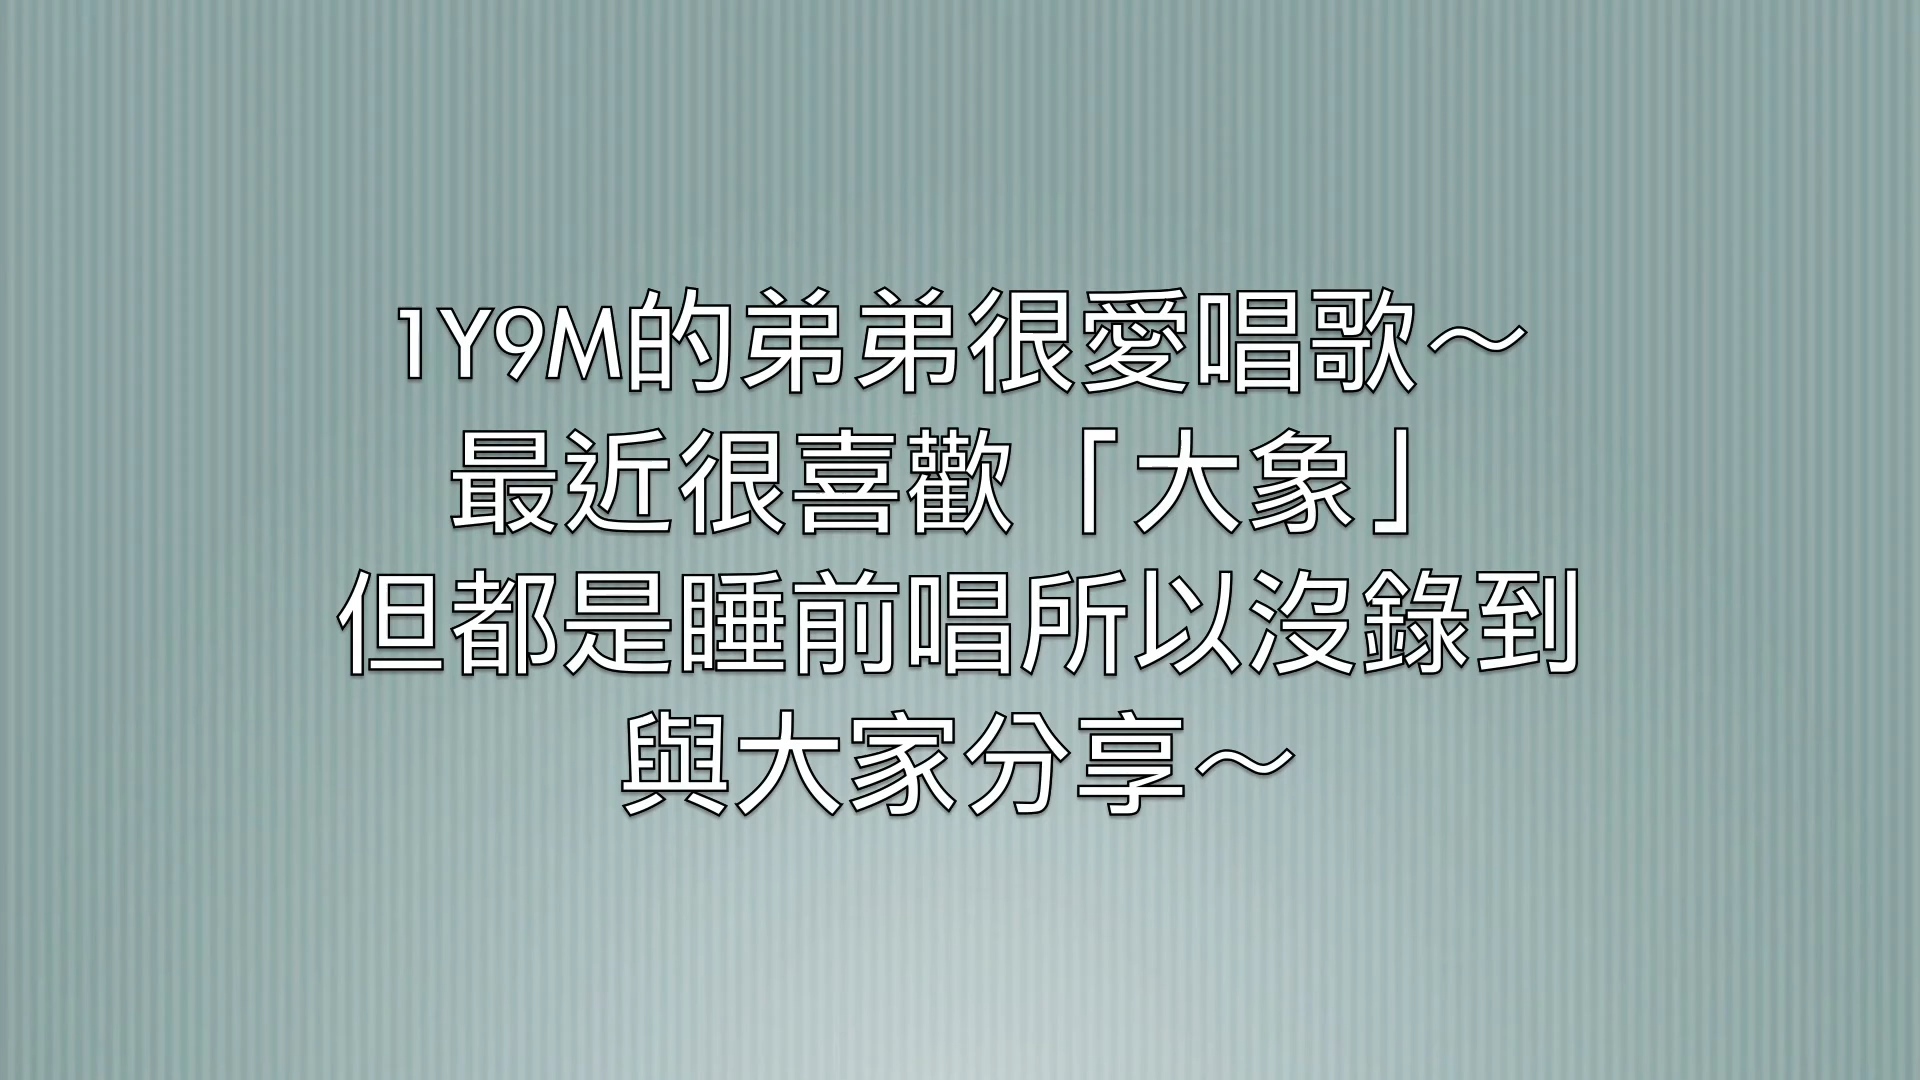 1Y9M的弟弟很愛唱歌～
最近很喜歡「大象」
但都是睡前唱所以沒錄到
與大家分享～